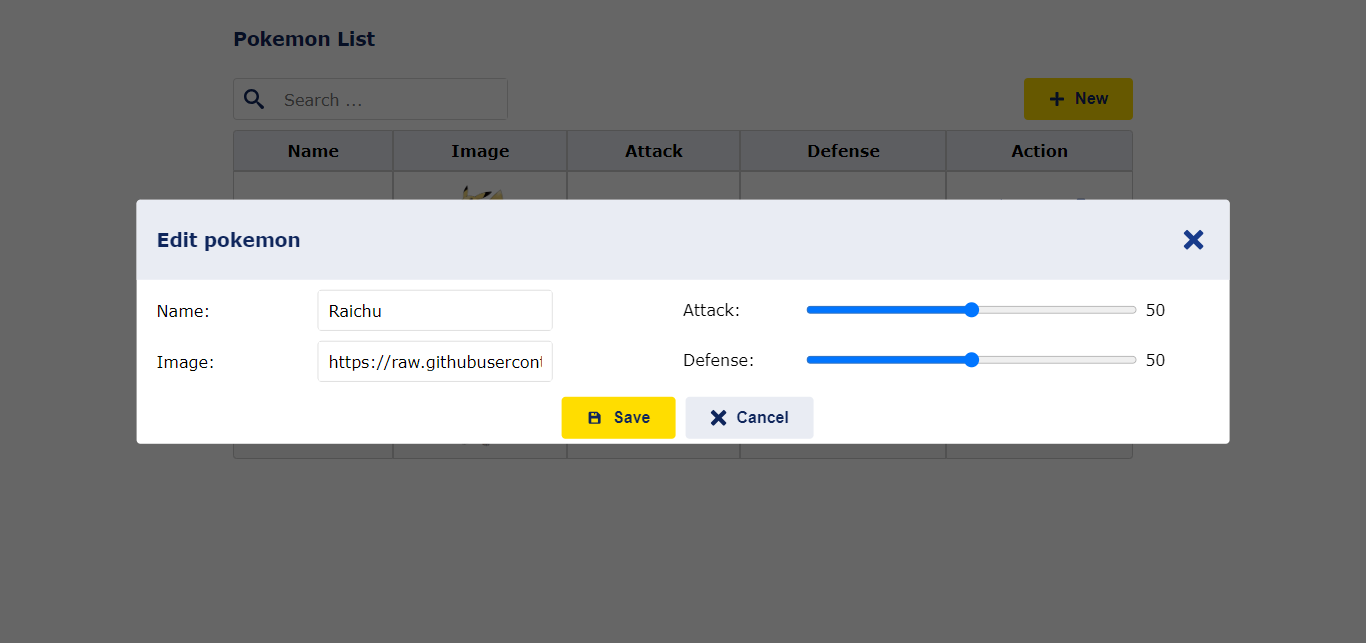 Pokemon List
Search ...
New
Name Image Attack Defense Action
Edit pokemon
Name: Raichu Attack: 50
Image: https://raw.githubusercont Defense: 50
Save Cancel